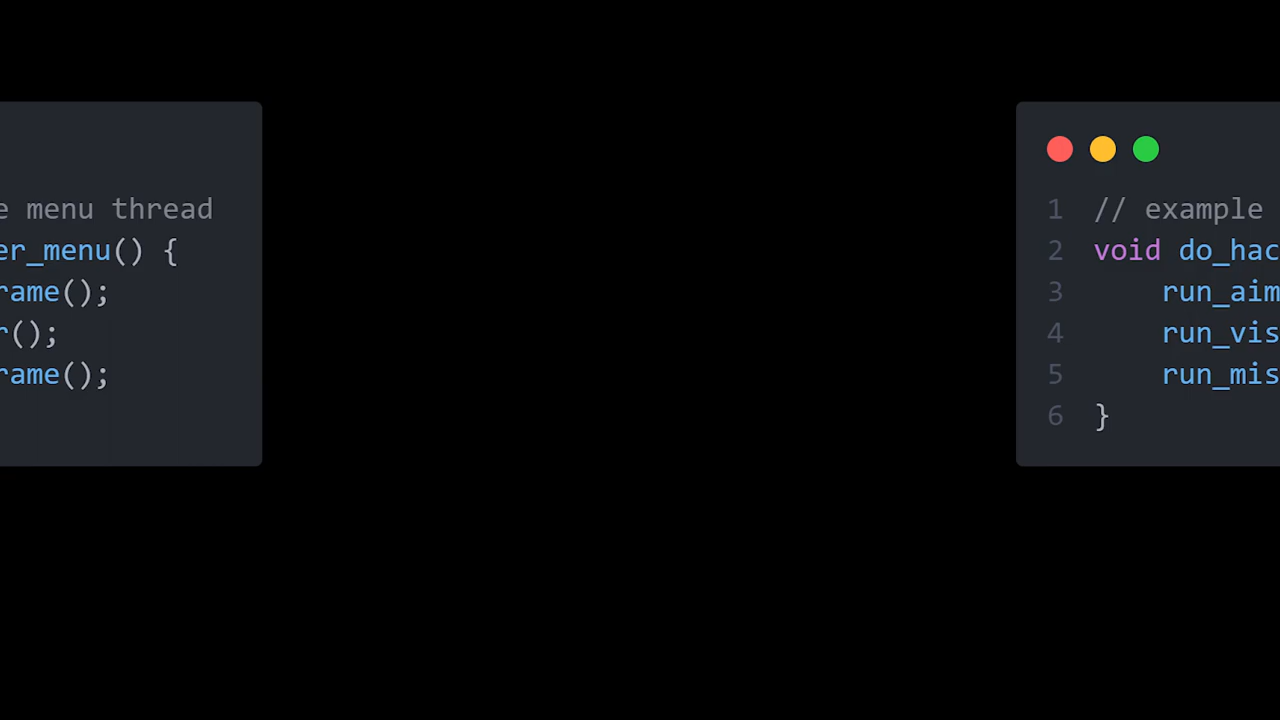 e menu thread
er_menu() {
rame();
r();
rame();
1 // example
2 void do_hac
3 run_aim
4 run_vis
5 run_mis
6 }